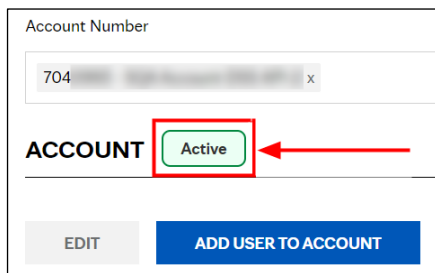 Account Number
704 x
ACCOUNT Active
EDIT ADD USER TO ACCOUNT